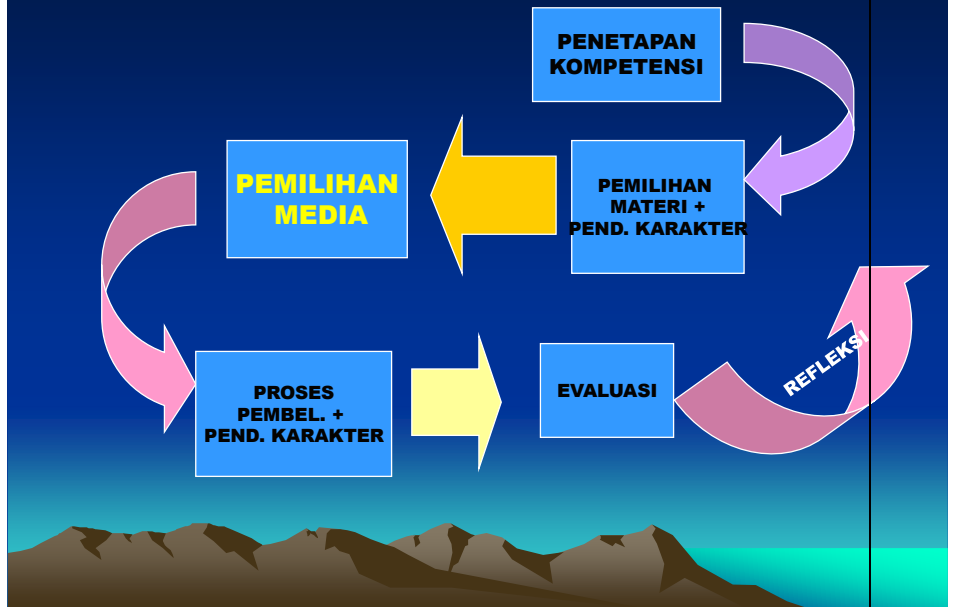 PENETAPAN
KOMPETENSI
PEMILIHAN
MATERI +
PEND. KARAKTER
PEMILIHAN
MEDIA
PROSES
PEMBEL. +
PEND. KARAKTER
EVALUASI
REFLEKSI